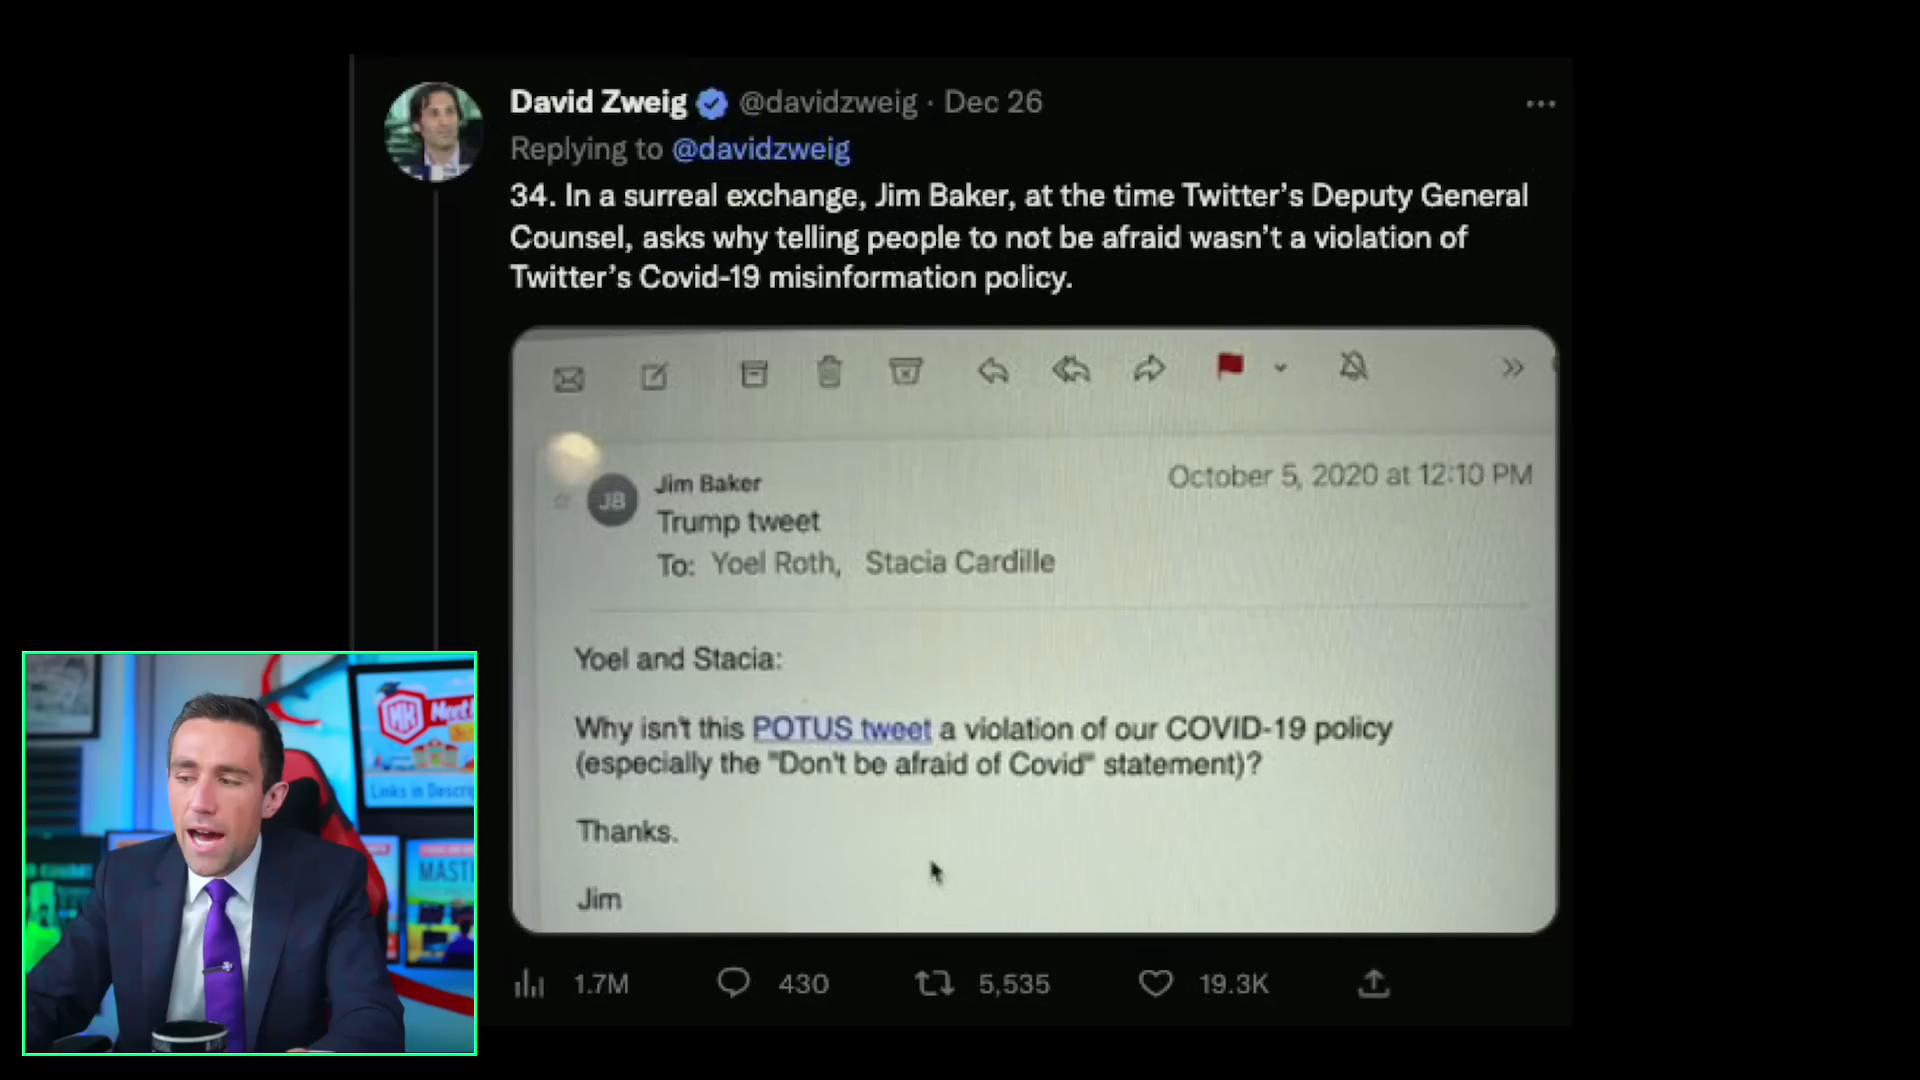 David Zweig @davidzweig · Dec 26
Replying to @davidzweig
34. In a surreal exchange, Jim Baker, at the time Twitter's Deputy General
Counsel, asks why telling people to not be afraid wasn't a violation of
Twitter's Covid-19 misinformation policy.
Jim Baker
October 5, 2020 at 12:10 PM
JB
Trump tweet
To: Yoel Roth, Stacia Cardille
Yoel and Stacia:
Why isn't this POTUS tweet a violation of our COVID-19 policy
(especially the "Don't be afraid of Covid" statement)?
Thanks.
Jim
1.7M 430 5,535 19.3K
MK
Links in
MAST